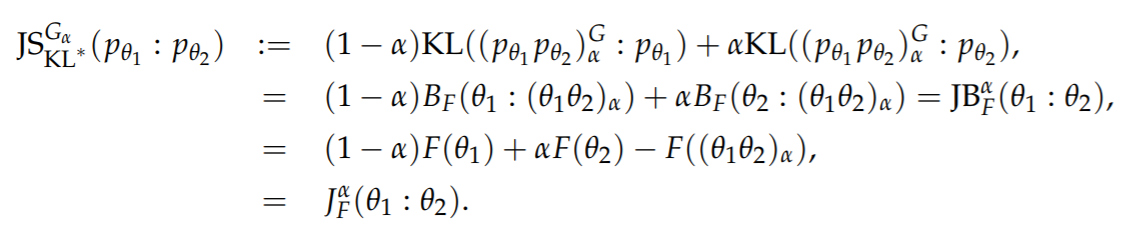 JS^{G_α}_{KL^*}(p_{θ_1} : p_{θ_2}) := (1 − α)KL((p_{θ_1}p_{θ_2})^G_α : p_{θ_1}) + αKL((p_{θ_1}p_{θ_2})^G_α : p_{θ_2}),
= (1 − α)B_F(θ_1 : (θ_1θ_2)_α) + αB_F(θ_2 : (θ_1θ_2)_α) = JB^α_F(θ_1 : θ_2),
= (1 − α)F(θ_1) + αF(θ_2) − F((θ_1θ_2)_α),
= J^α_F(θ_1 : θ_2).